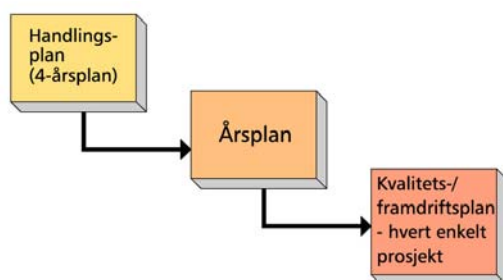 Handlings-
plan
(4-årsplan)
Årsplan
Kvalitets-/
framdriftsplan
- hvert enkelt
prosjekt